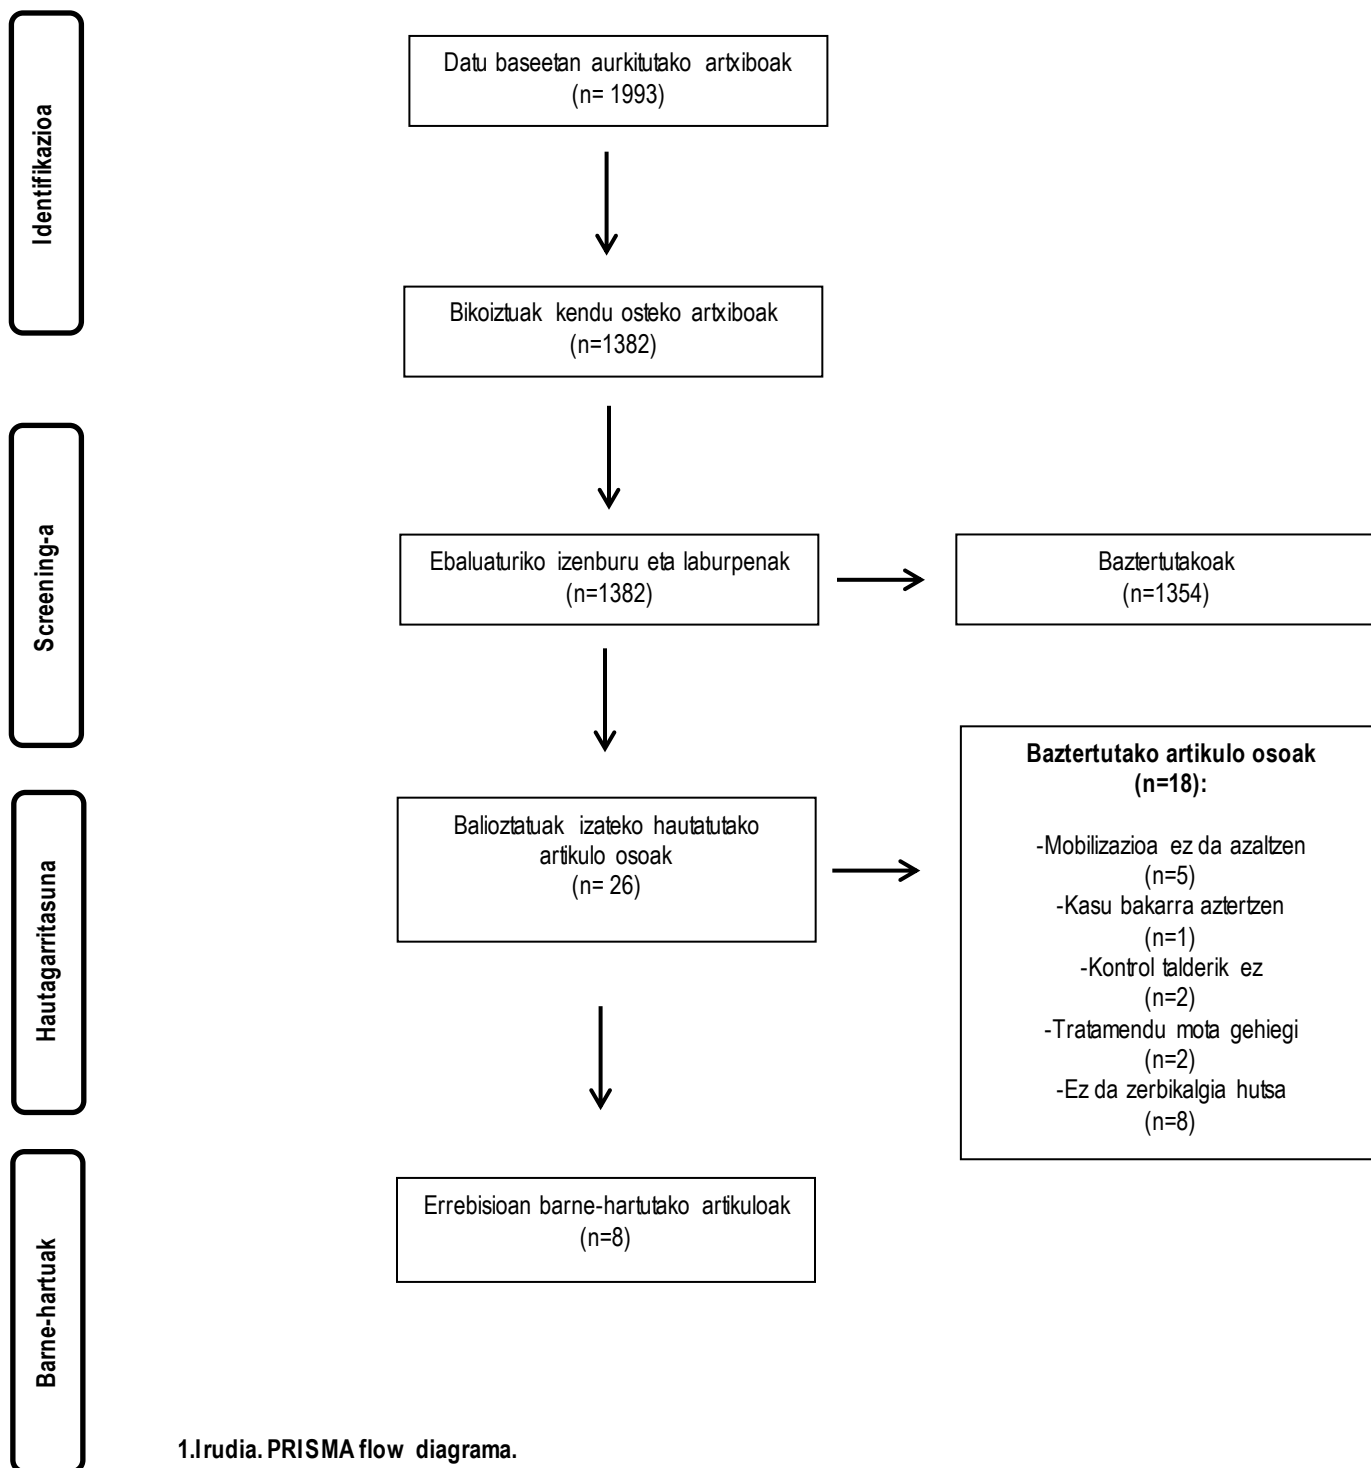 Identifikazioa
Datu baseetan aurkitutako artxiboak
(n= 1993)
Bikoiztuak kendu osteko artxiboak
(n=1382)
Screening-a
Ebaluaturiko izenburu eta laburpenak
(n=1382)
Baztertutakoak
(n=1354)
Hautagarritasuna
Balioztatuak izateko hautatutako
artikulo osoak
(n= 26)
Baztertutako artikulo osoak
(n=18):
-Mobilizazioa ez da azaltzen
(n=5)
-Kasu bakarra aztertzen
(n=1)
-Kontrol talderik ez
(n=2)
-Tratamendu mota gehiegi
(n=2)
-Ez da zerbikalgia hutsa
(n=8)
Barne-hartuak
Errebisioan barne-hartutako artikuloak
(n=8)
1.Irudia. PRISMA flow diagrama.